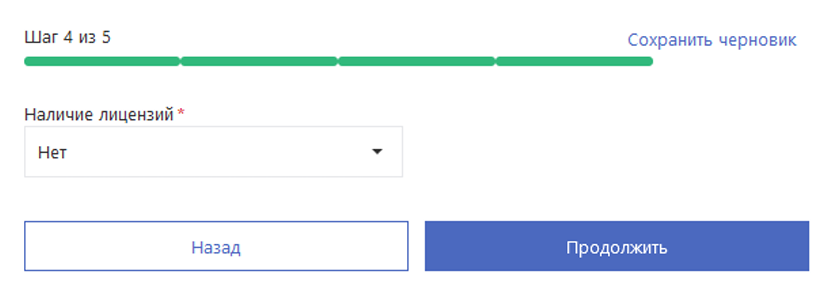 Шаг 4 из 5
Сохранить черновик
Наличие лицензий *
Нет
Назад
Продолжить